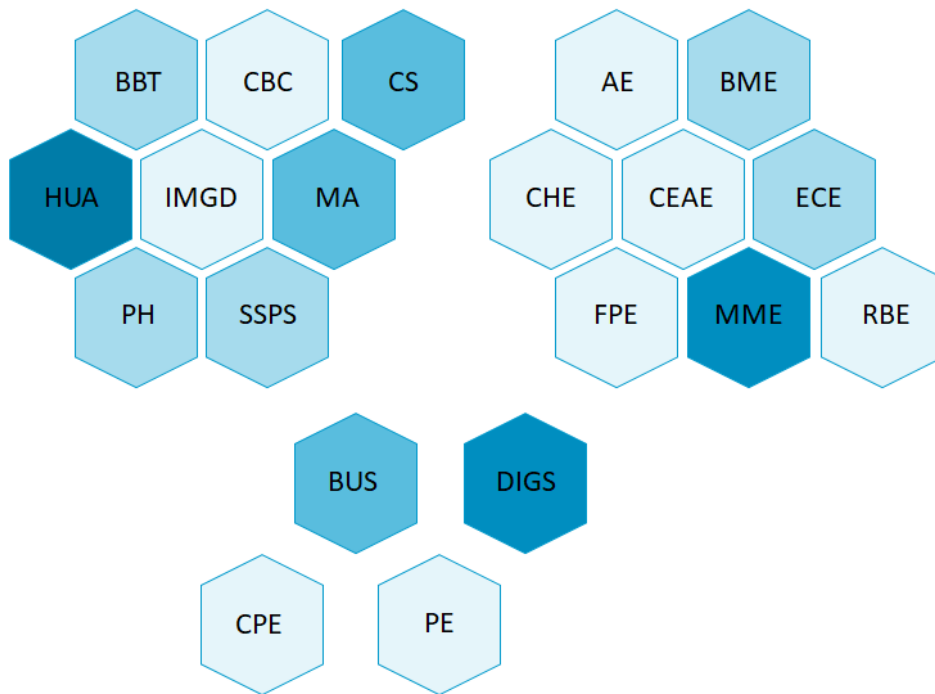 BBT CBC CS
HUA IMGD MA
PH SSPS
AE BME
CHE CEAE ECE
FPE MME RBE
BUS DIGS
CPE PE